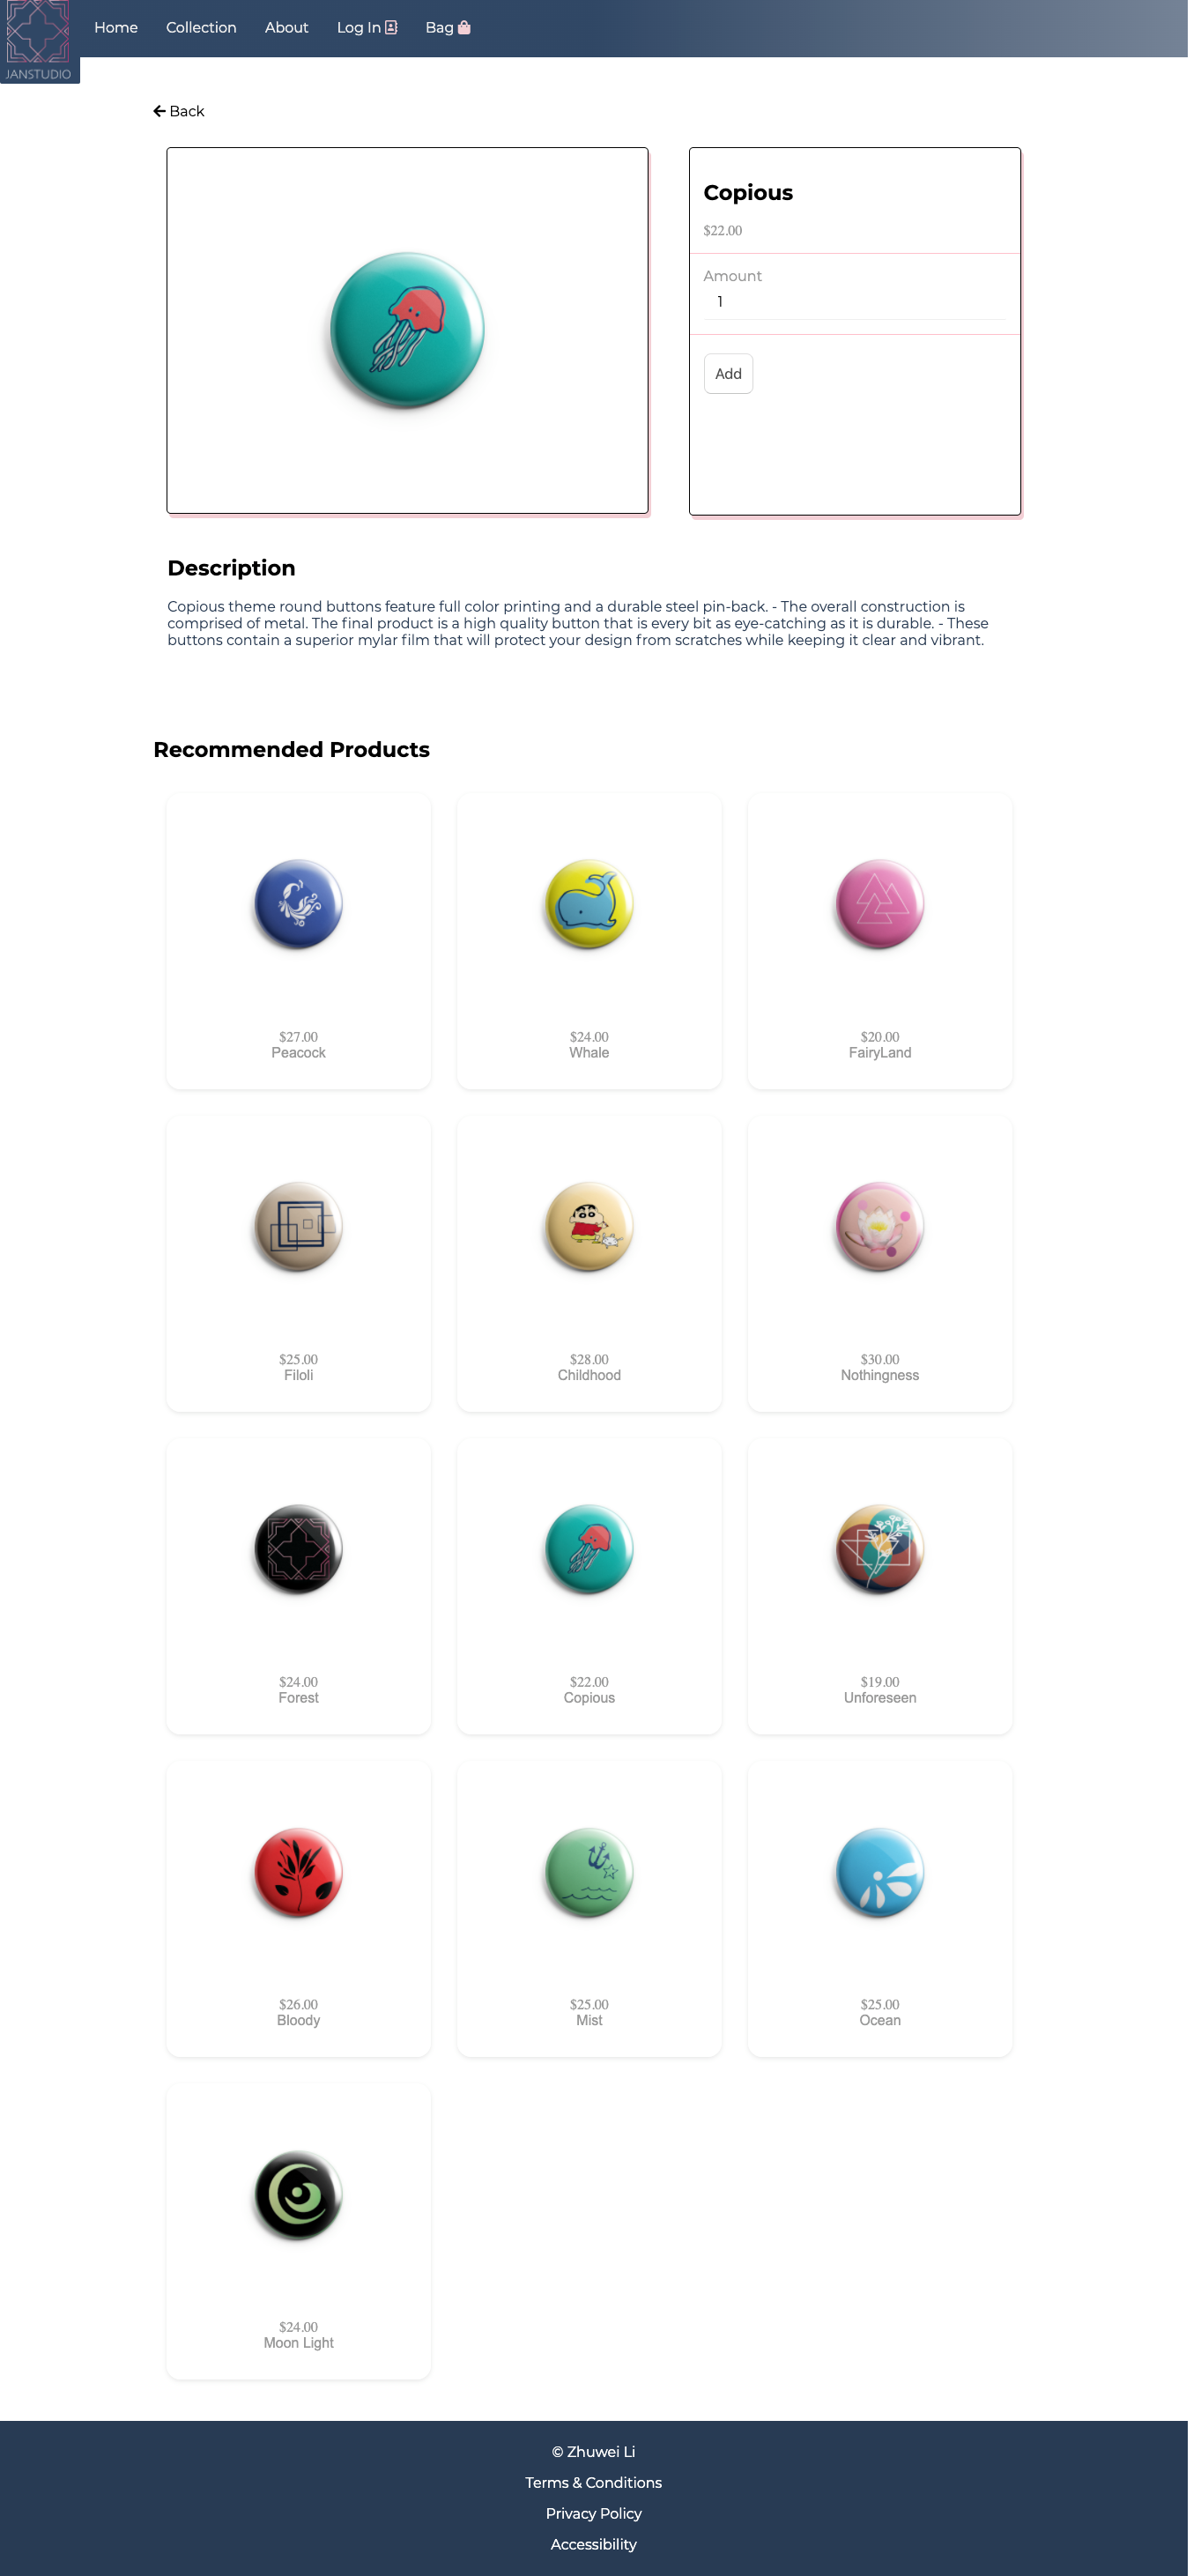 JANSTUDIO
Home Collection About Log In Bag
Back
Copious
$22.00
Amount
1
Add
Description
Copious theme round buttons feature full color printing and a durable steel pin-back. - The overall construction is
comprised of metal. The final product is a high quality button that is every bit as eye-catching as it is durable. - These
buttons contain a superior mylar film that will protect your design from scratches while keeping it clear and vibrant.
Recommended Products
$27.00
Peacock
$24.00
Whale
$20.00
FairyLand
$25.00
Filoli
$28.00
Childhood
$30.00
Nothingness
$24.00
Forest
$22.00
Copious
$19.00
Unforeseen
$26.00
Bloody
$25.00
Mist
$25.00
Ocean
$24.00
Moon Light
© Zhuwei Li
Terms & Conditions
Privacy Policy
Accessibility